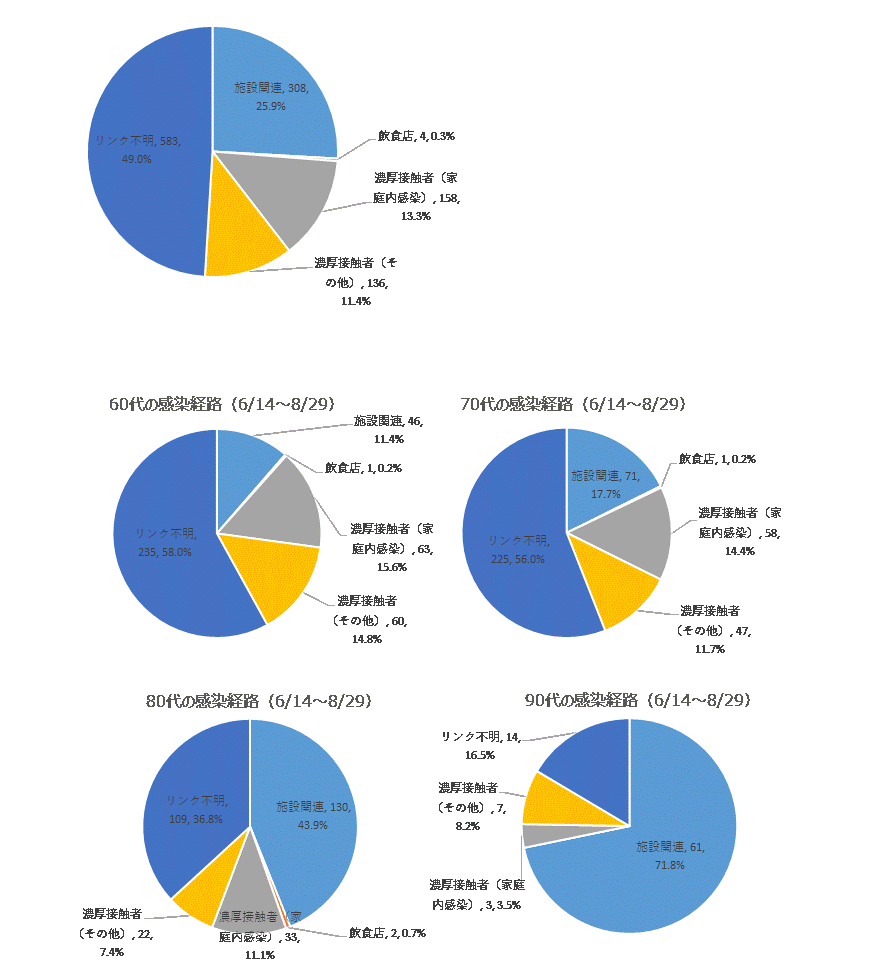 施設関連, 308,
25.9%
リンク不明, 583,
49.0%
飲食店, 4, 0.3%
濃厚接触者（家
庭内感染）, 158,
13.3%
濃厚接触者（そ
の他）, 136,
11.4%
60代の感染経路（6/14～8/29）
施設関連, 46,
11.4%
飲食店, 1, 0.2%
リンク不明,
235, 58.0%
濃厚接触者（家
庭内感染）, 63,
15.6%
濃厚接触者
（その他）, 60,
14.8%
70代の感染経路（6/14～8/29）
飲食店, 1, 0.2%
施設関連, 71,
17.7%
濃厚接触者（家
庭内感染）, 58,
14.4%
リンク不明,
225, 56.0%
濃厚接触者
（その他）, 47,
11.7%
80代の感染経路（6/14～8/29）
リンク不明,
109, 36.8%
施設関連, 130,
43.9%
濃厚接触者
（その他）, 22,
7.4%
濃厚接触者（家
庭内感染）, 33,
11.1%
飲食店, 2, 0.7%
90代の感染経路（6/14～8/29）
リンク不明, 14,
16.5%
濃厚接触者
（その他）, 7,
8.2%
施設関連, 61,
71.8%
濃厚接触者（家庭
内感染）, 3, 3.5%